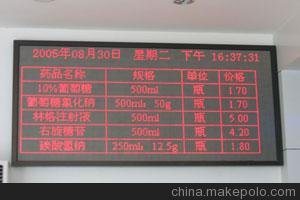 2005年08月30日 星期二 下午 16:37:31
药品名称 规格 单位 价格
10%葡萄糖 500ml 瓶 1.70
葡萄糖氯化钠 500ml：50g 瓶 1.70
林格注射液 500ml 瓶 5.00
右旋糖苷 500ml 瓶 4.20
碳酸氢钠 250ml：12.5g 瓶 1.80
china.makepolo.com